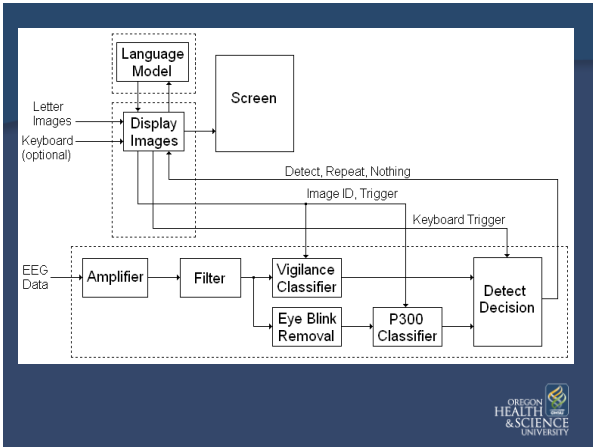 Language
Model
Screen
Letter
Images
Display
Images
Keyboard
(optional)
Detect, Repeat, Nothing
Image ID, Trigger
Keyboard Trigger
EEG
Data
Amplifier
Filter
Vigilance
Classifier
Detect
Decision
Eye Blink
Removal
P300
Classifier
OREGON
HEALTH
& SCIENCE
UNIVERSITY